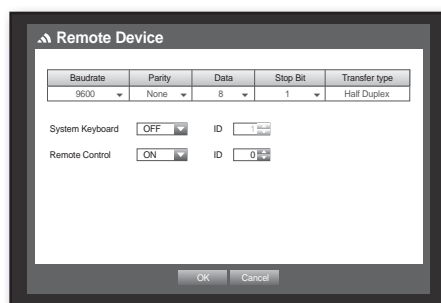 Remote Device
Baudrate Parity Data Stop Bit Transfer type
9600 None 8 1 Half Duplex
System Keyboard OFF ID 1
Remote Control ON ID 0
OK Cancel